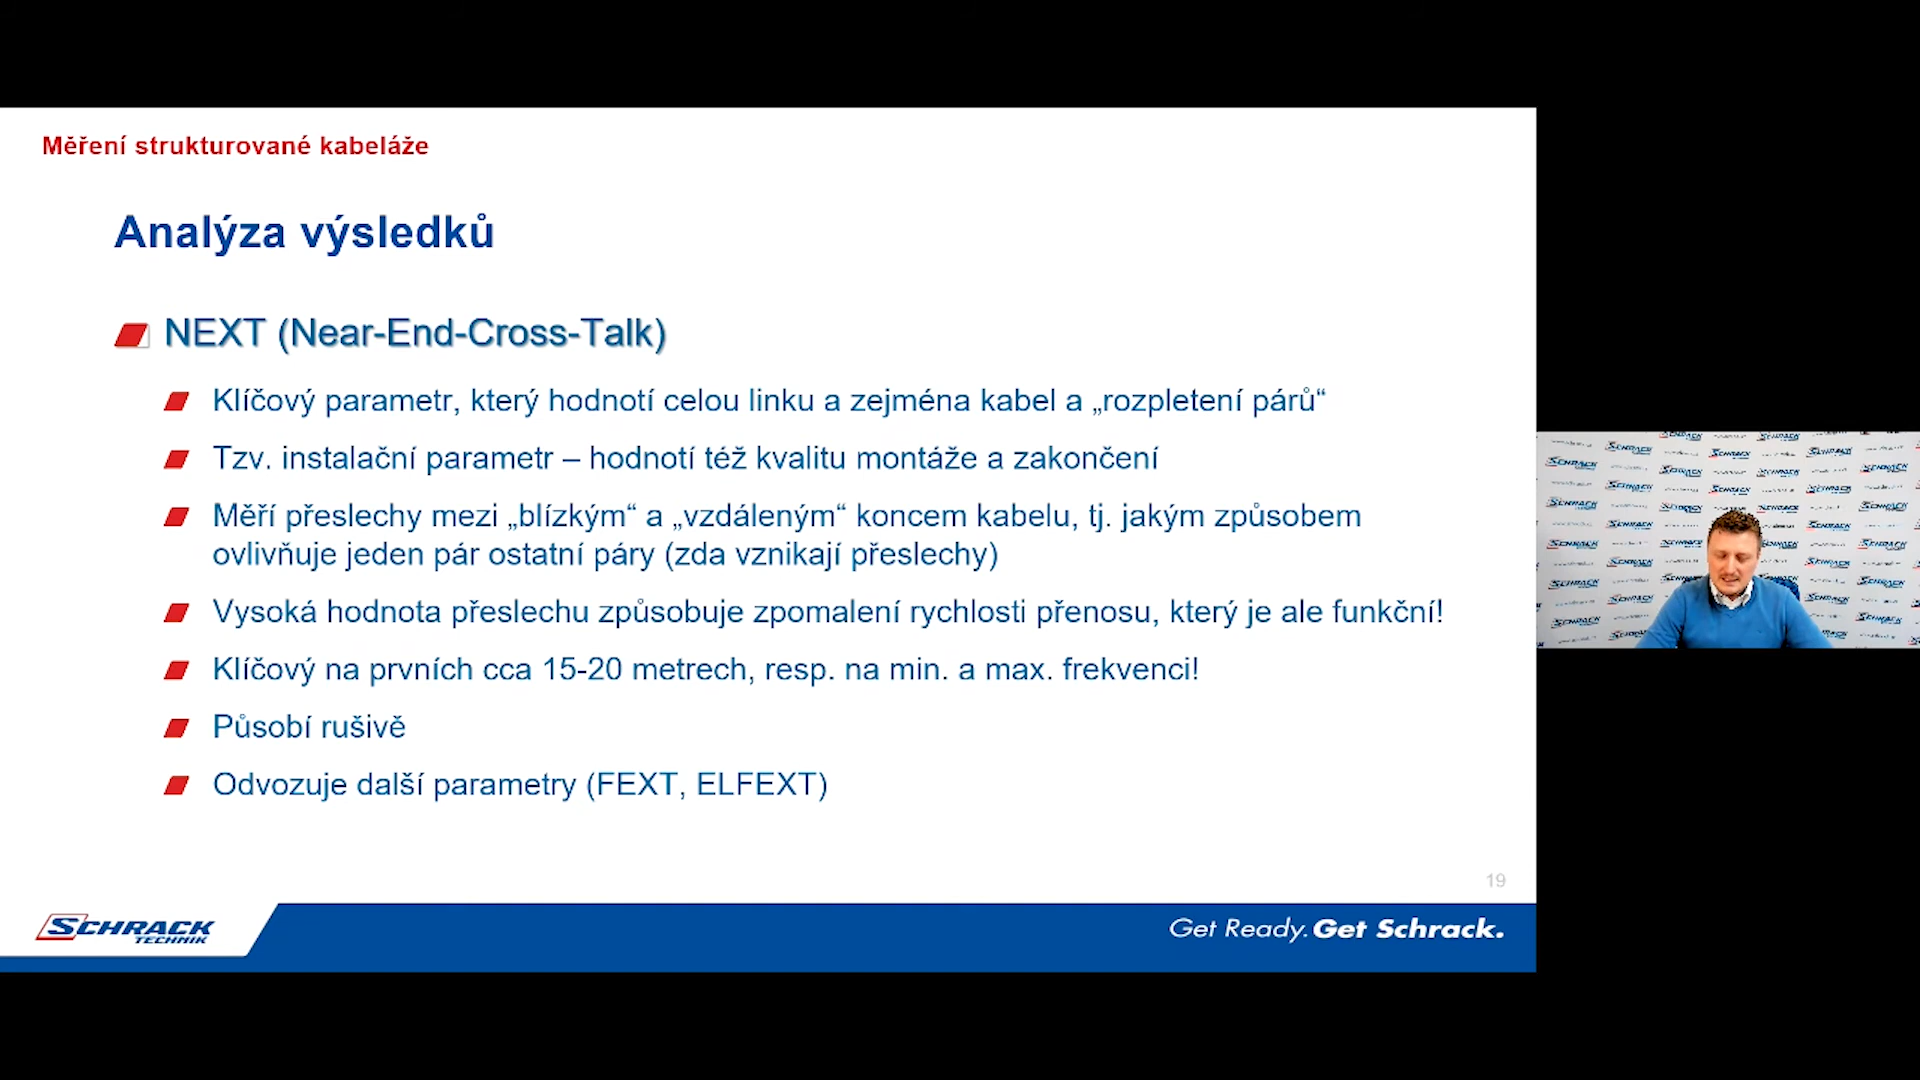 Měření strukturované kabeláže
Analýza výsledků
NEXT (Near-End-Cross-Talk)
Klíčový parametr, který hodnotí celou linku a zejména kabel a „rozpletení párů“
Tzv. instalační parametr – hodnotí též kvalitu montáže a zakončení
Měří přeslechy mezi „blízkým“ a „vzdáleným“ koncem kabelu, tj. jakým způsobem
ovlivňuje jeden pár ostatní páry (zda vznikají přeslechy)
Vysoká hodnota přeslechu způsobuje zpomalení rychlosti přenosu, který je ale funkční!
Klíčový na prvních cca 15-20 metrech, resp. na min. a max. frekvenci!
Působí rušivě
Odvozuje další parametry (FEXT, ELFEXT)
19
SCHRACK
TECHNIK
Get Ready. Get Schrack.